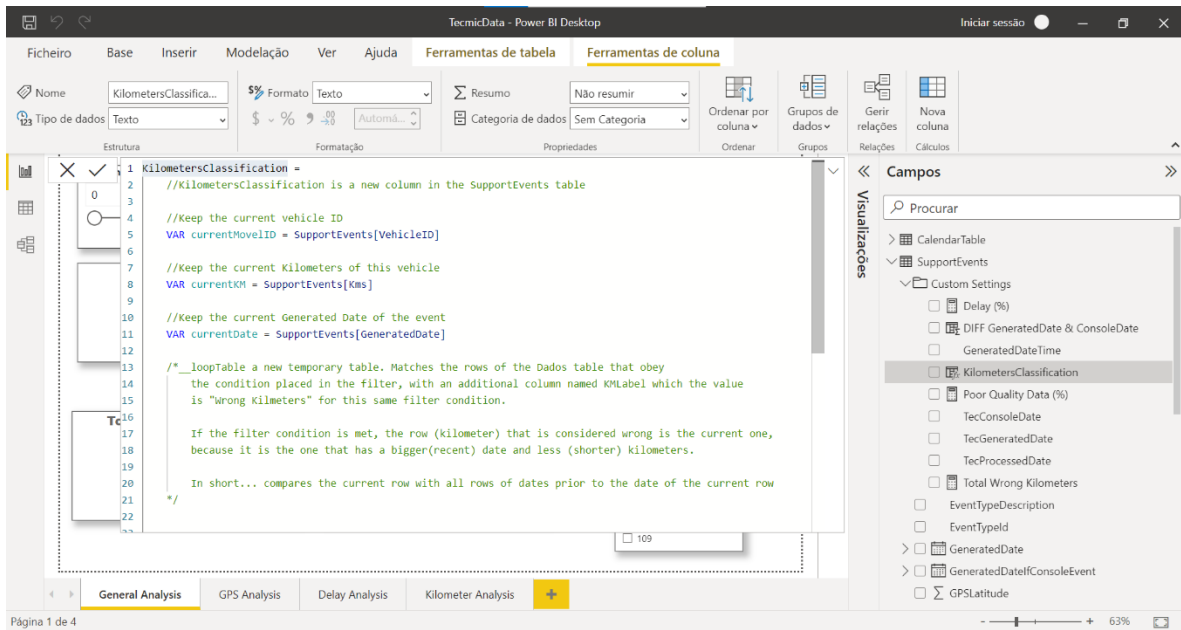 TecmicData - Power BI Desktop
Iniciar sessão
Ficheiro Base Inserir Modelação Ver Ajuda Ferramentas de tabela Ferramentas de coluna
Nome KilometersClassifica...
Tipo de dados Texto
Estrutura
Formato Texto
$ % Automá...
Formatação
Resumo Não resumir
Categoria de dados Sem Categoria
Propriedades
Ordenar por
coluna
Ordenar
Grupos de
dados
Grupos
Gerir
relações
Relações
Nova
coluna
Cálculos
0
1 KilometersClassification =
2 //KilometersClassification is a new column in the SupportEvents table
3
4 //Keep the current vehicle ID
5 VAR currentMovelID = SupportEvents[VehicleID]
6
7 //Keep the current Kilometers of this vehicle
8 VAR currentKM = SupportEvents[Kms]
9
10 //Keep the current Generated Date of the event
11 VAR currentDate = SupportEvents[GeneratedDate]
12
13 /*__loopTable a new temporary table. Matches the rows of the Dados table that obey
14 the condition placed in the filter, with an additional column named KMLabel which the value
15 is "Wrong Kilmeters" for this same filter condition.
16
17 If the filter condition is met, the row (kilometer) that is considered wrong is the current one,
18 because it is the one that has a bigger(recent) date and less (shorter) kilometers.
19
20 In short... compares the current row with all rows of dates prior to the date of the current row
21 */
22
109
Visualizações
Campos
Procurar
CalendarTable
SupportEvents
Custom Settings
Delay (%)
DIFF GeneratedDate & ConsoleDate
GeneratedDateTime
KilometersClassification
Poor Quality Data (%)
TecConsoleDate
TecGeneratedDate
TecProcessedDate
Total Wrong Kilometers
EventTypeDescription
EventTypeId
GeneratedDate
GeneratedDateIfConsoleEvent
GPSLatitude
General Analysis GPS Analysis Delay Analysis Kilometer Analysis +
Página 1 de 4
- + 63%